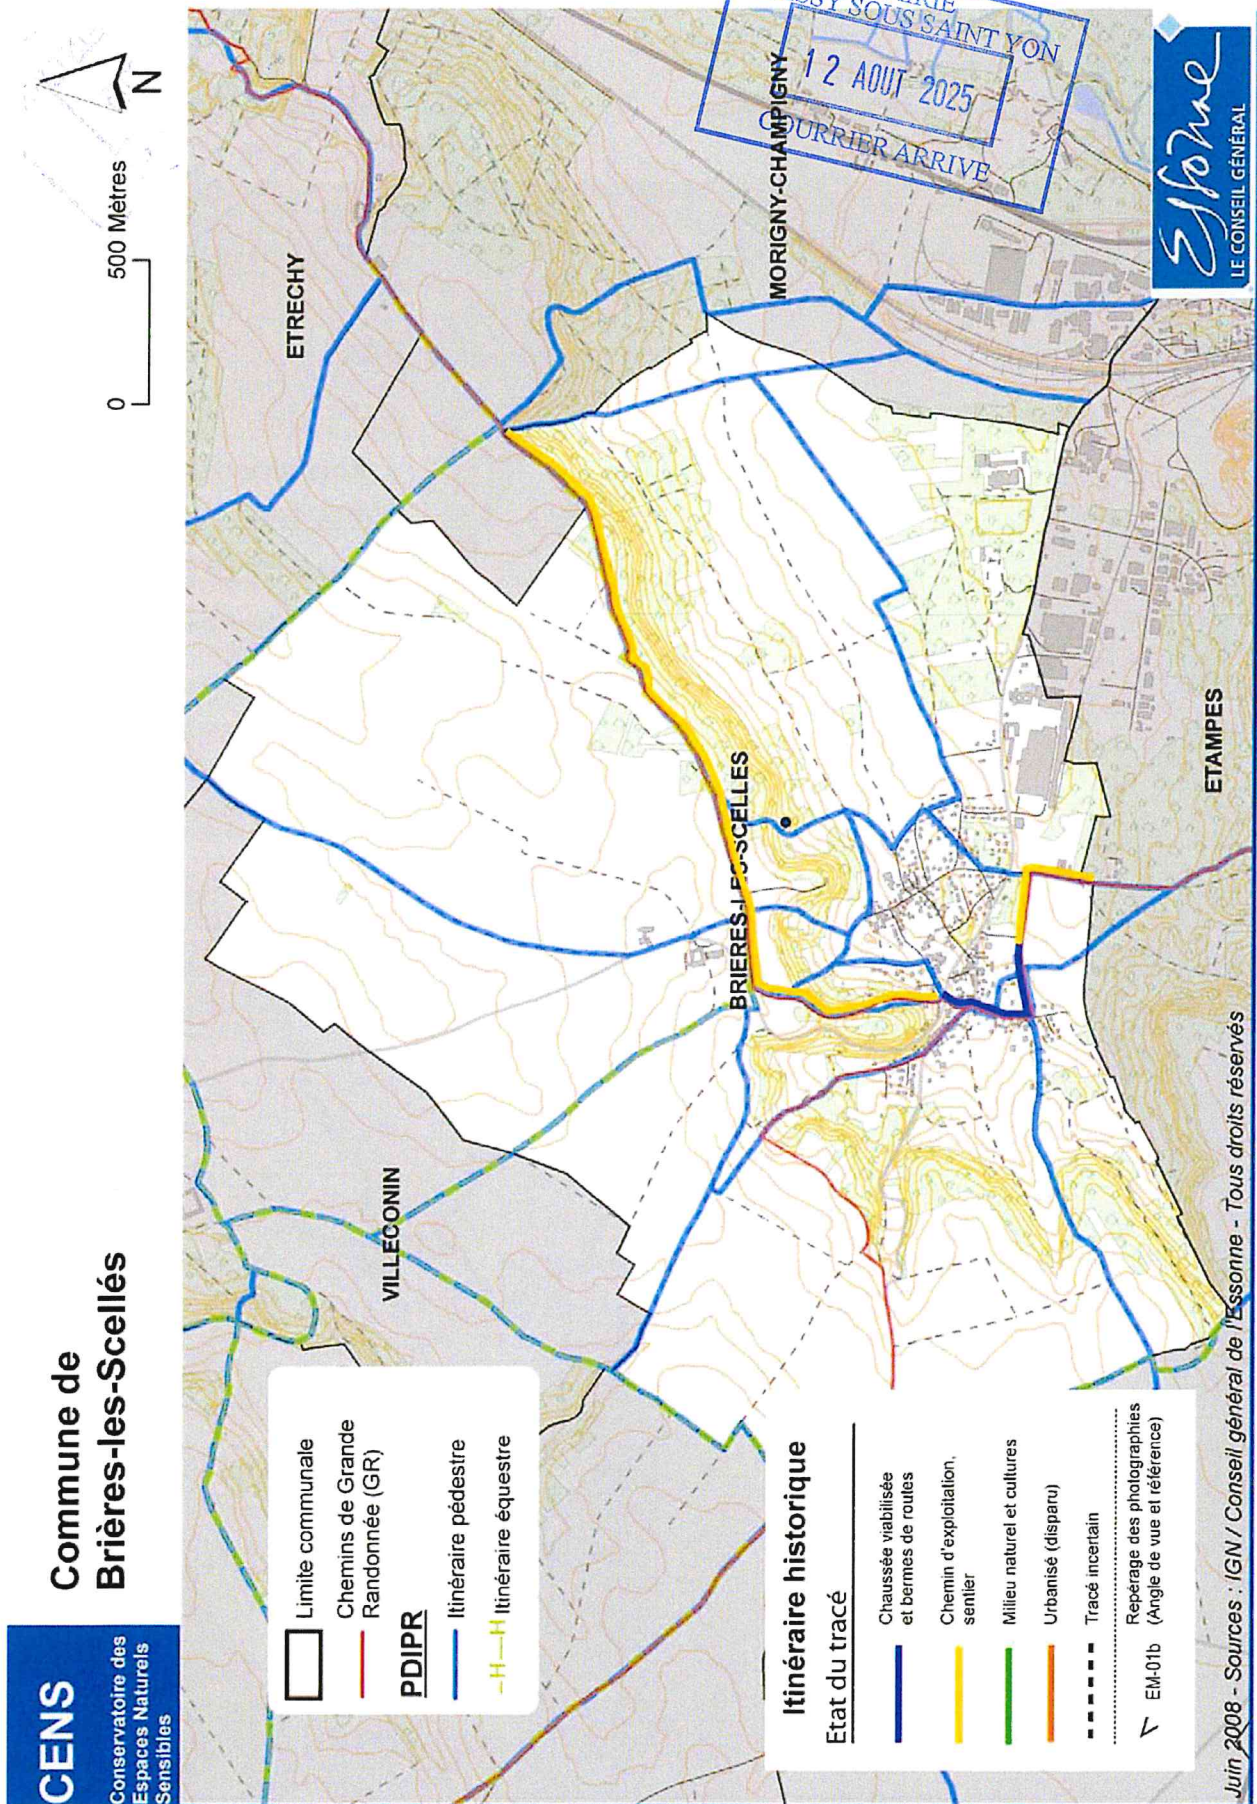 CENS
Conservatoire des
Espaces Naturels
Sensibles
Commune de
Brières-les-Scellés
0
500 Mètres
N
SSY SOUS SAINT YON
12 AOUT 2025
COURRIER ARRIVE
ETRECHY
MORIGNY-CHAMPIGNY
VILLECONIN
BRIERES-LES-SCELLES
ETAMPES
Limite communale
Chemins de Grande
Randonnée (GR)
PDIPR
Itinéraire pédestre
-H—H Itinéraire équestre
Itinéraire historique
Etat du tracé
Chaussée viabilisée
et bermes de routes
Chemin d'exploitation,
sentier
Milieu naturel et cultures
Urbanisé (disparu)
Tracé incertain
Repérage des photographies
EM-01b (Angle de vue et référence)
Essonne
LE CONSEIL GÉNÉRAL
Juin 2008 - Sources : IGN / Conseil général de l'Essonne - Tous droits réservés